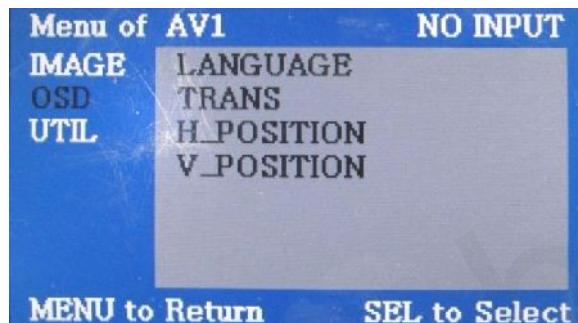 Menu of AV1 NO INPUT
IMAGE LANGUAGE
OSD TRANS
UTIL H_POSITION
V_POSITION
MENU to Return SEL to Select